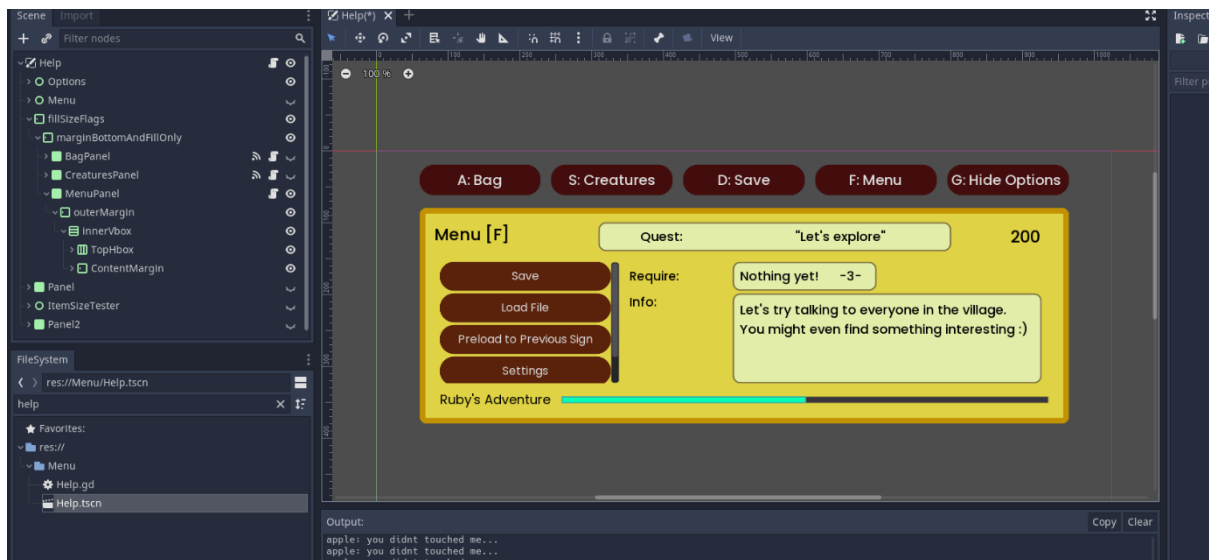 Scene Import
Filter nodes
Help
Options
Menu
fillSizeFlags
marginBottomAndFillOnly
BagPanel
CreaturesPanel
MenuPanel
outerMargin
InnerVbox
TopHbox
ContentMargin
Panel
ItemSizeTester
Panel2
FileSystem
res://Menu/Help.tscn
help
Favorites:
res://
Menu
Help.gd
Help.tscn
Help(*)
View
100 %
A: Bag S: Creatures D: Save F: Menu G: Hide Options
Menu [F] Quest: "Let's explore" 200
Save
Load File
Preload to Previous Sign
Settings
Require: Nothing yet! -3-
Info: Let's try talking to everyone in the village.
You might even find something interesting :)
Ruby's Adventure
Output: Copy Clear
apple: you didnt touched me...
apple: you didnt touched me...
Inspect
Filter p